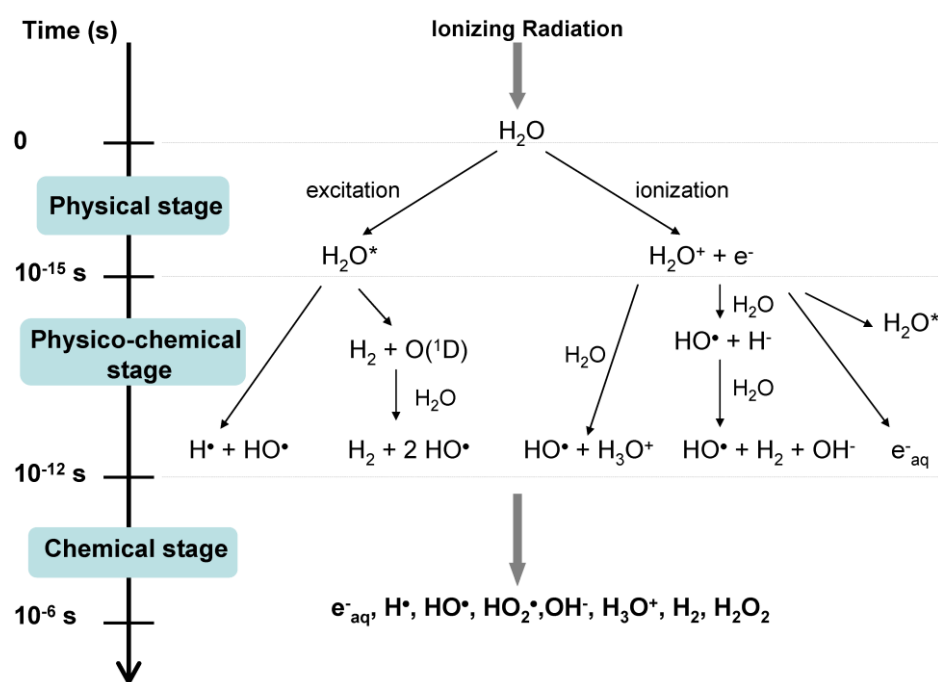 Time (s)
Ionizing Radiation
0
H₂O
excitation
ionization
Physical stage
H₂O*
H₂O⁺ + e⁻
10⁻¹⁵ s
H₂O
H₂O*
Physico-chemical
stage
H₂ + O(¹D)
H₂O
HO• + H⁻
H₂O
H₂O
H• + HO•
H₂ + 2 HO•
HO• + H₃O⁺
HO• + H₂ + OH⁻
e⁻aq
10⁻¹² s
Chemical stage
10⁻⁶ s
e⁻aq, H•, HO•, HO₂•,OH⁻, H₃O⁺, H₂, H₂O₂